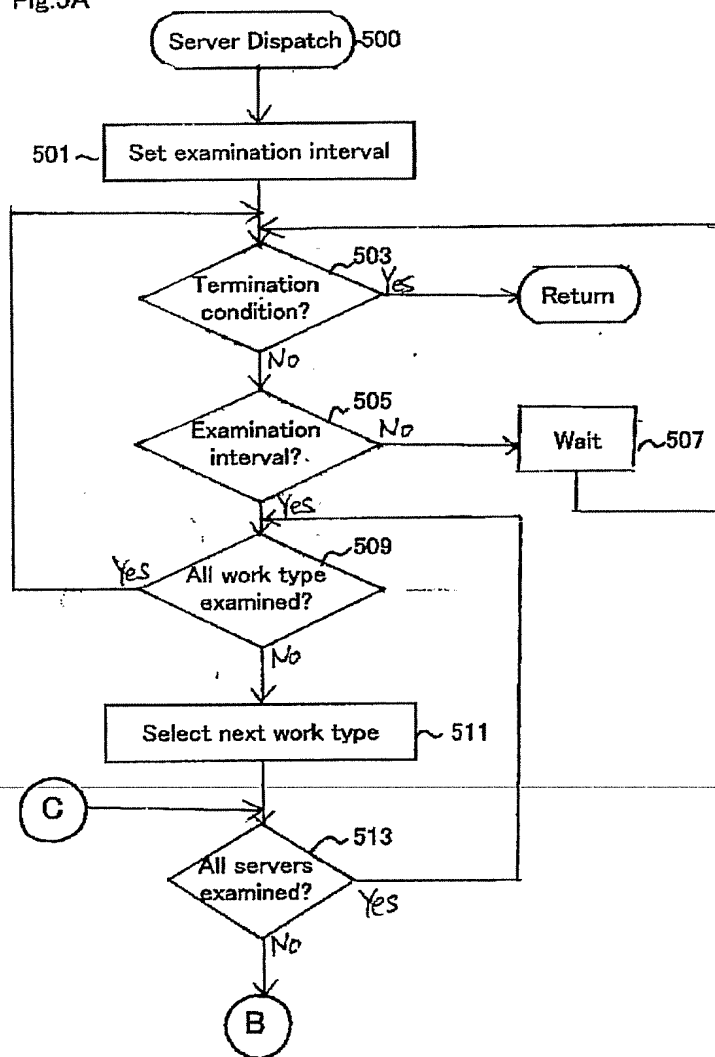 Fig.5A
Server Dispatch
500
501
Set examination interval
503
Termination
condition?
Yes
Return
No
505
Examination
interval?
No
Wait
507
Yes
509
Yes
All work type
examined?
No
Select next work type
511
C
513
All servers
examined?
Yes
No
B